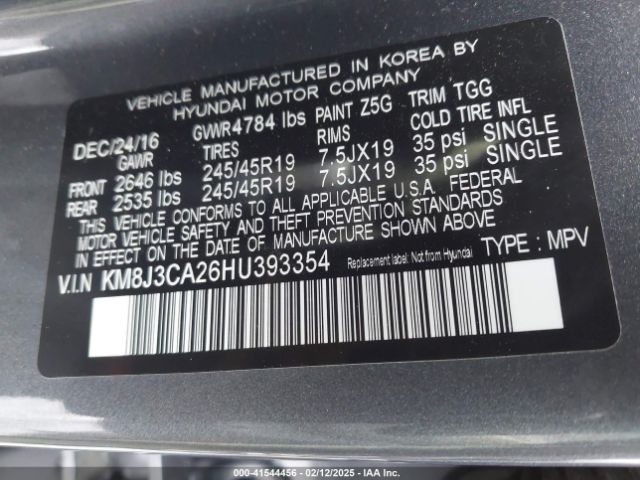 VEHICLE MANUFACTURED IN KOREA BY
HYUNDAI MOTOR COMPANY
DEC/24/16 GWWR4784 lbs PAINT Z5G TRIM TGG
GAWR TIRES RIMS COLD TIRE INFL
FRONT 2646 lbs 245/45R19 7.5JX19 35 psi SINGLE
REAR 2535 lbs 245/45R19 7.5JX19 35 psi SINGLE
THIS VEHICLE CONFORMS TO ALL APPLICABLE U.S.A. FEDERAL
MOTOR VEHICLE SAFETY AND THEFT PREVENTION STANDARDS
IN EFFECT ON THE DATE OF MANUFACTURE SHOWN ABOVE
V.I.N KM8J3CA26HU393354 Replacement label: Not from Hyundai TYPE : MPV
000-41544456 - 02/12/2025 - IAAI.CA